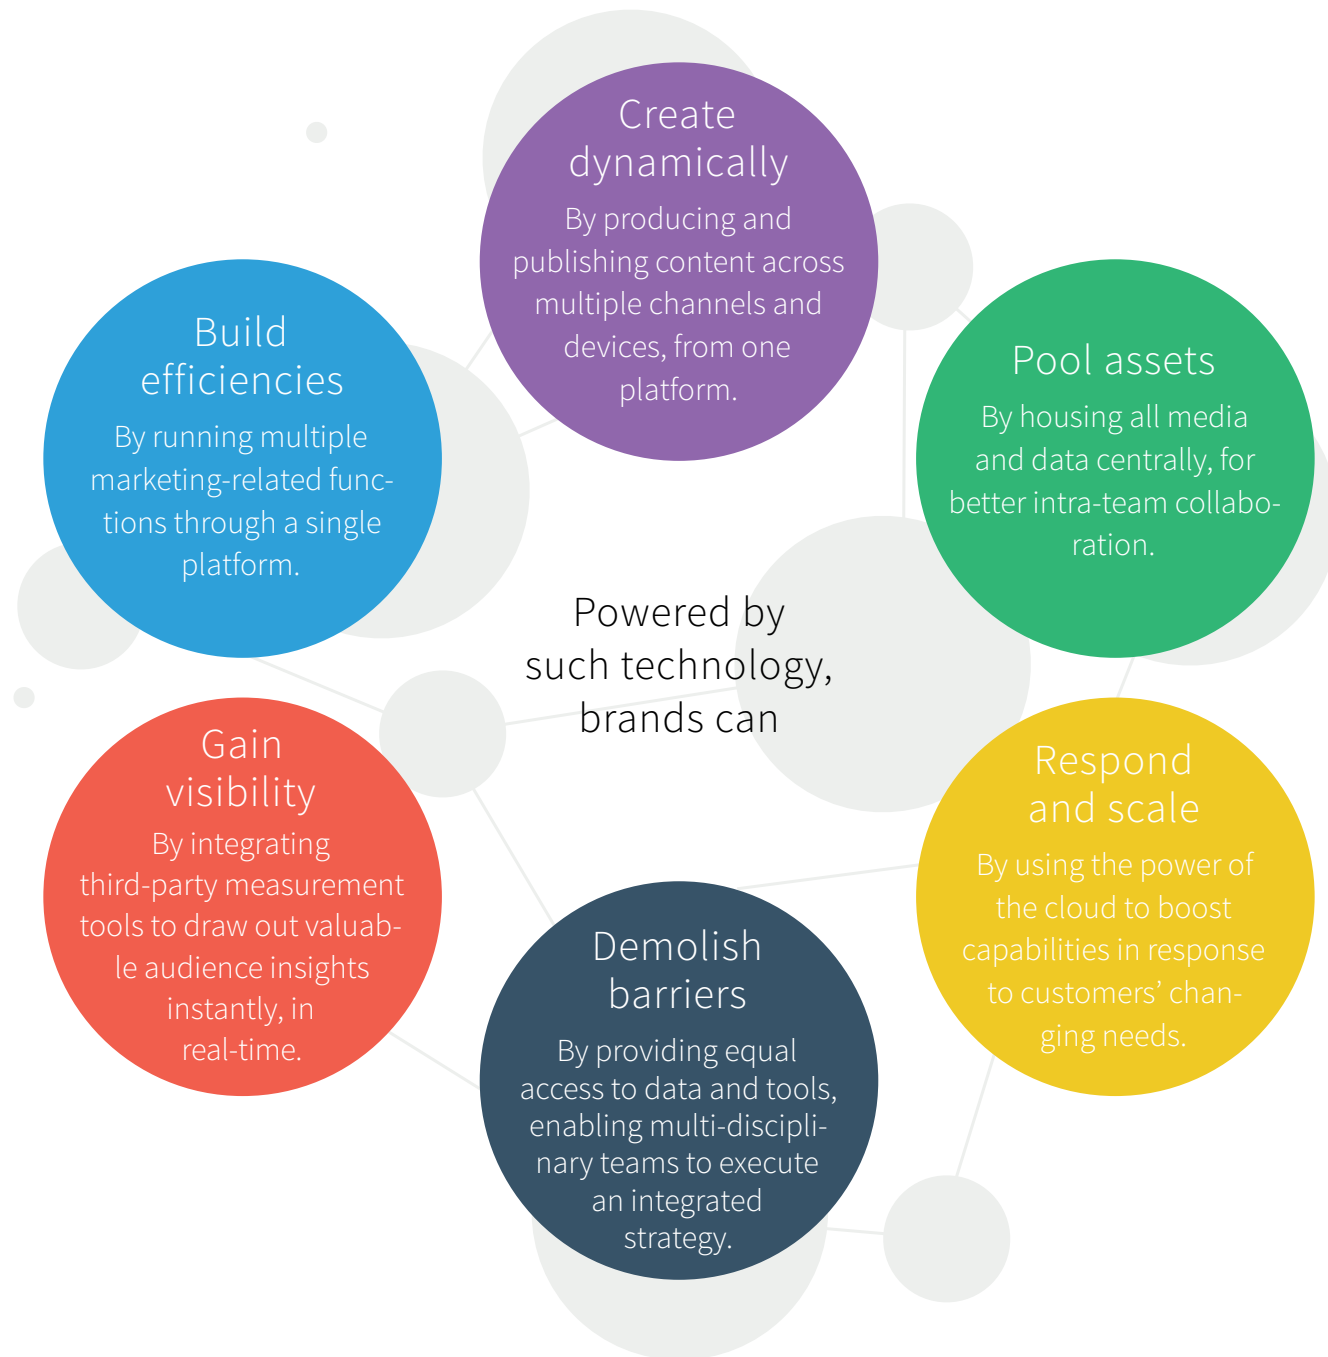 Create
dynamically
By producing and
publishing content across
multiple channels and
devices, from one
platform.
Build
efficiencies
By running multiple
marketing-related func-
tions through a single
platform.
Pool assets
By housing all media
and data centrally, for
better intra-team collabo-
ration.
Powered by
such technology,
brands can
Gain
visibility
By integrating
third-party measurement
tools to draw out valuab-
le audience insights
instantly, in
real-time.
Respond
and scale
By using the power of
the cloud to boost
capabilities in response
to customers’ chan-
ging needs.
Demolish
barriers
By providing equal
access to data and tools,
enabling multi-discipli-
nary teams to execute
an integrated
strategy.